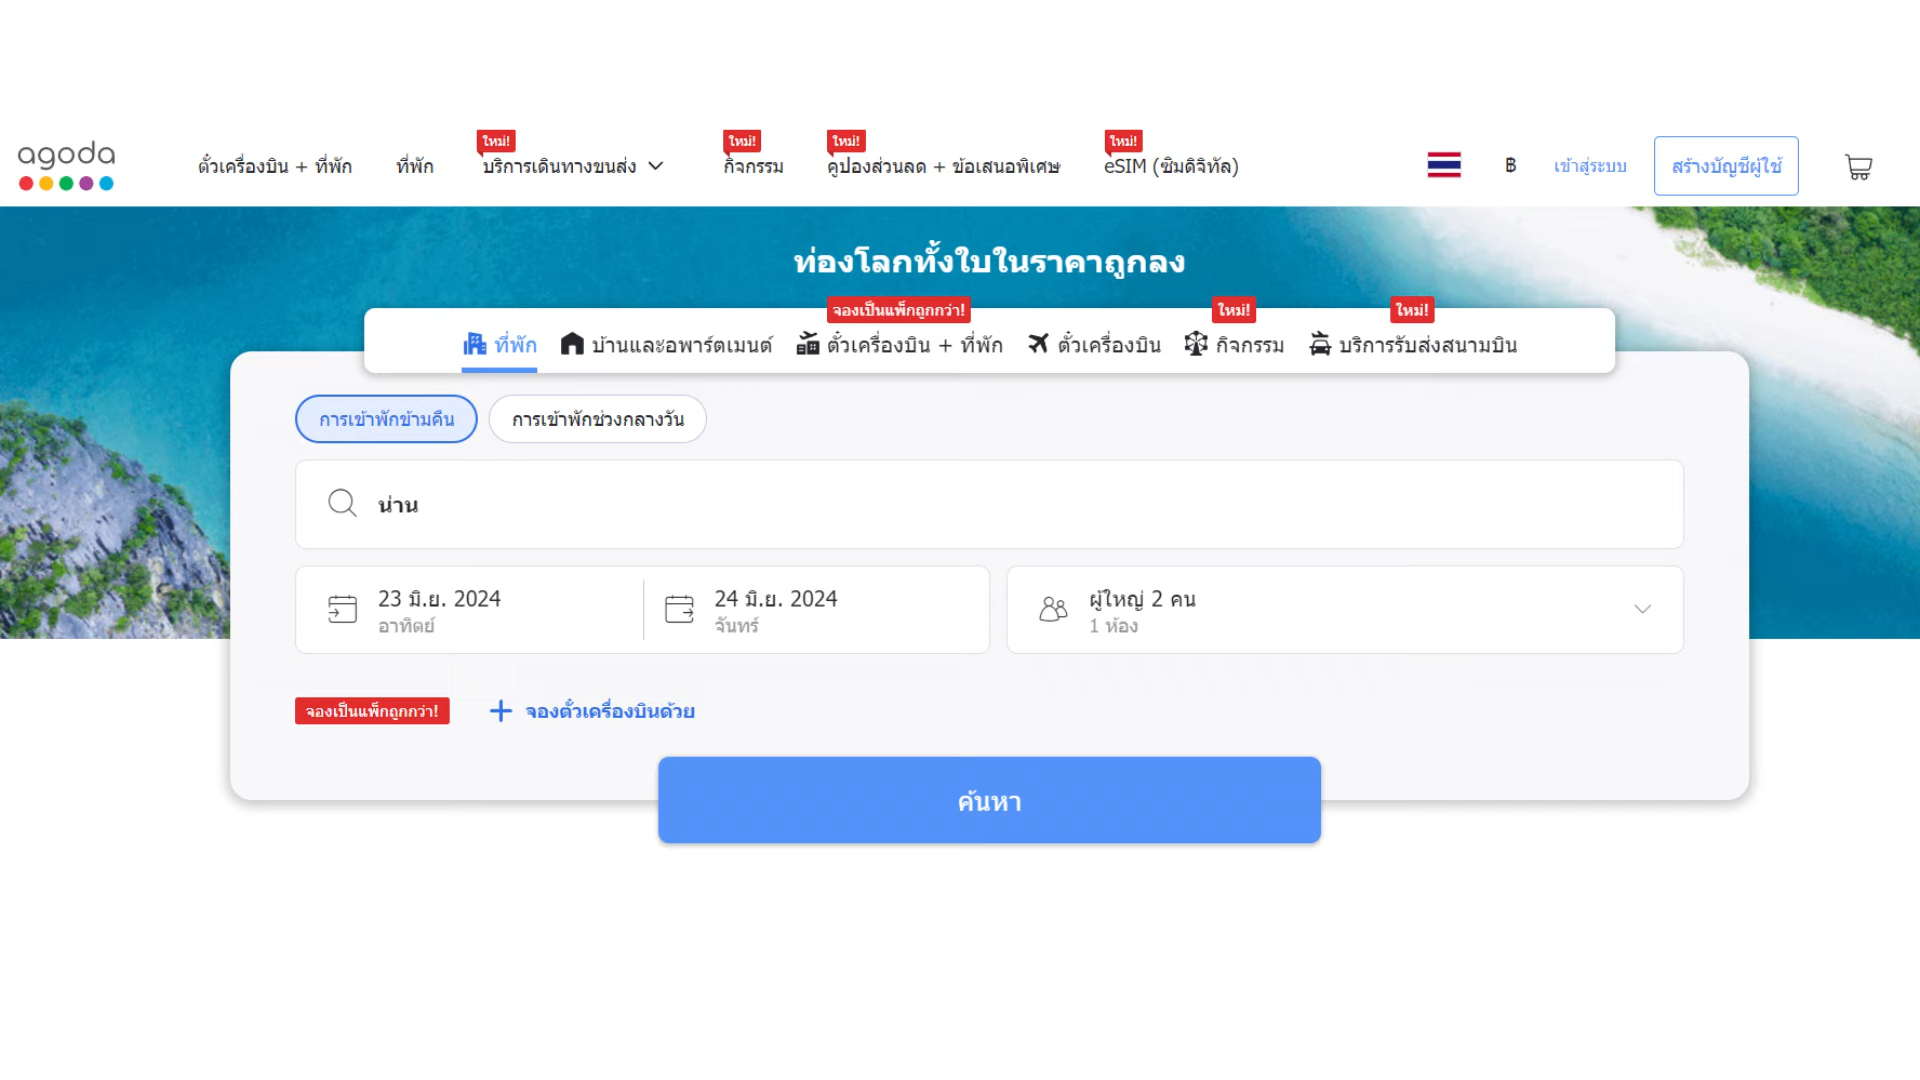 agoda
ตั๋วเครื่องบิน + ที่พัก
ที่พัก
ใหม่!
บริการเดินทางขนส่ง
ใหม่!
กิจกรรม
ใหม่!
คูปองส่วนลด + ข้อเสนอพิเศษ
ใหม่!
eSIM (ซิมดิจิทัล)
฿
เข้าสู่ระบบ
สร้างบัญชีผู้ใช้
ท่องโลกทั้งใบในราคาถูกลง
ที่พัก
บ้านและอพาร์ตเมนต์
จองเป็นแพ็กถูกกว่า!
ตั๋วเครื่องบิน + ที่พัก
ตั๋วเครื่องบิน
ใหม่!
กิจกรรม
ใหม่!
บริการรับส่งสนามบิน
การเข้าพักข้ามคืน
การเข้าพักช่วงกลางวัน
น่าน
23 มิ.ย. 2024
อาทิตย์
24 มิ.ย. 2024
จันทร์
ผู้ใหญ่ 2 คน
1 ห้อง
จองเป็นแพ็กถูกกว่า!
+ จองตั๋วเครื่องบินด้วย
ค้นหา